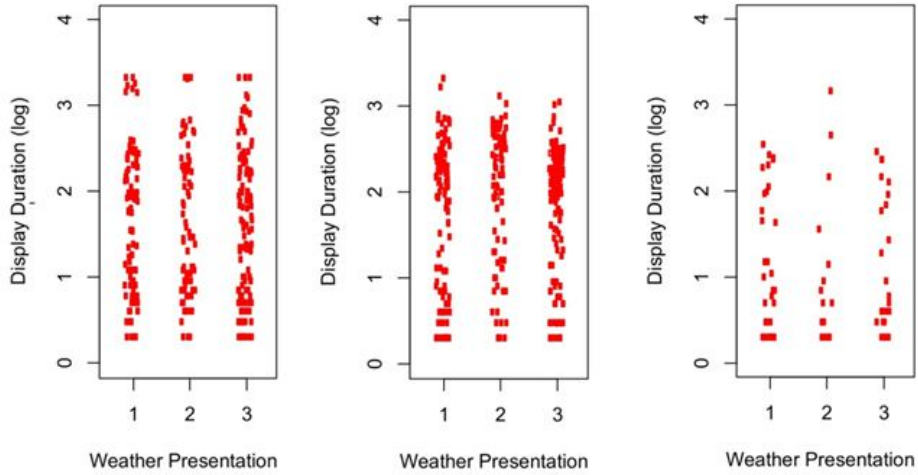 Display Duration (log)
4
3
2
1
0
1 2 3
Weather Presentation
Display Duration (log)
4
3
2
1
0
1 2 3
Weather Presentation
Display Duration (log)
4
3
2
1
0
1 2 3
Weather Presentation